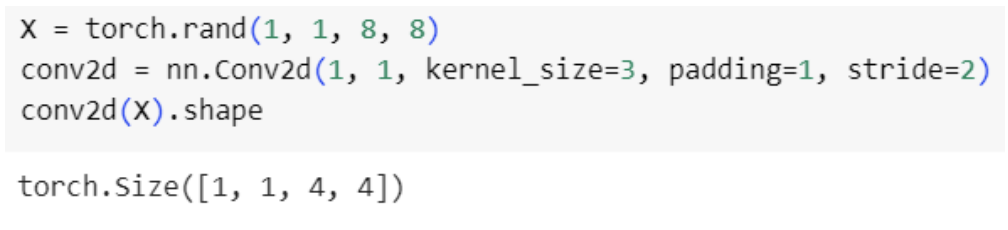 X = torch.rand(1, 1, 8, 8)
conv2d = nn.Conv2d(1, 1, kernel_size=3, padding=1, stride=2)
conv2d(X).shape
torch.Size([1, 1, 4, 4])